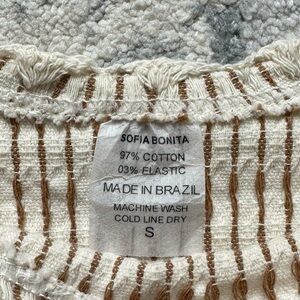 SOFIA BONITA
97% COTTON
03% ELASTIC
MADE IN BRAZIL
MACHINE WASH
COLD LINE DRY
S